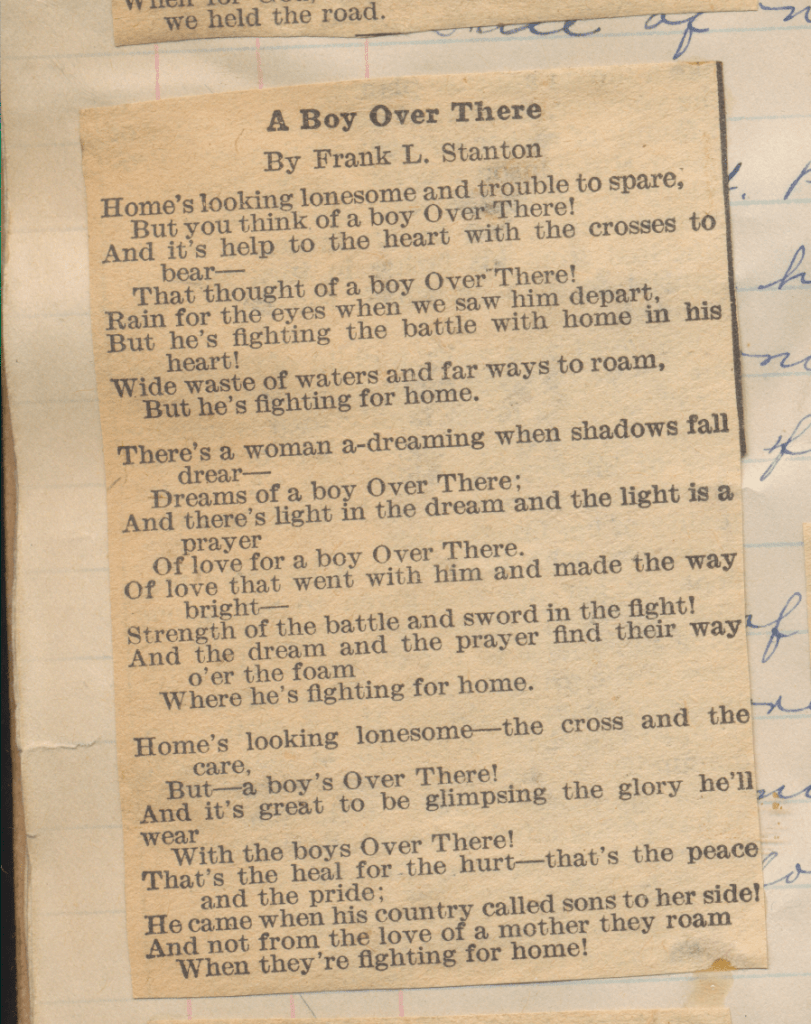 When for God,
we held the road.
of
A Boy Over There
By Frank L. Stanton
Home's looking lonesome and trouble to spare,
But you think of a boy Over There!
And it's help to the heart with the crosses to
bear—
That thought of a boy Over There!
Rain for the eyes when we saw him depart,
But he's fighting the battle with home in his
heart!
Wide waste of waters and far ways to roam,
But he's fighting for home.
There's a woman a-dreaming when shadows fall
drear—
Dreams of a boy Over There;
And there's light in the dream and the light is a
prayer
Of love for a boy Over There.
Of love that went with him and made the way
bright—
Strength of the battle and sword in the fight!
And the dream and the prayer find their way
o'er the foam
Where he's fighting for home.
Home's looking lonesome—the cross and the
care,
But—a boy's Over There!
And it's great to be glimpsing the glory he'll
wear
With the boys Over There!
That's the heal for the hurt—that's the peace
and the pride;
He came when his country called sons to her side!
And not from the love of a mother they roam
When they're fighting for home!
if